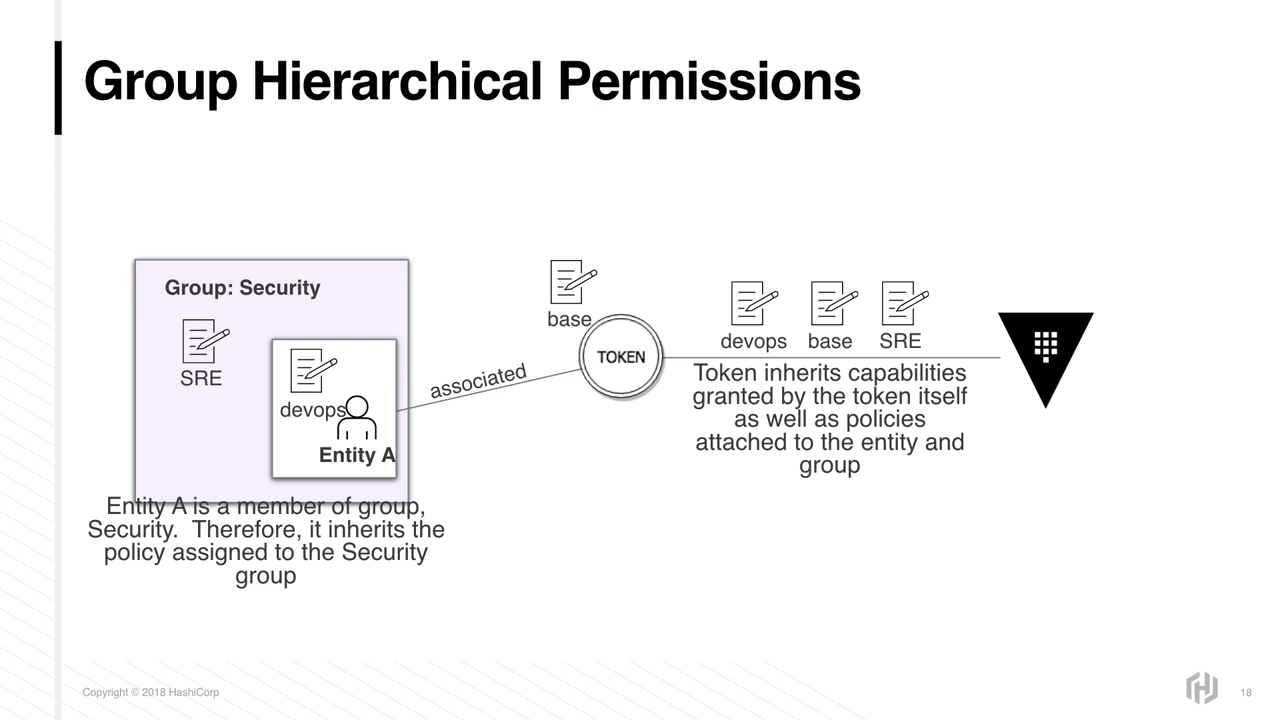 Group Hierarchical Permissions
Group: Security
SRE
devops
Entity A
Entity A is a member of group,
Security.  Therefore, it inherits the
policy assigned to the Security
group
associated
base
TOKEN
devops
base
SRE
Token inherits capabilities
granted by the token itself
as well as policies
attached to the entity and
group
Copyright © 2018 HashiCorp
18